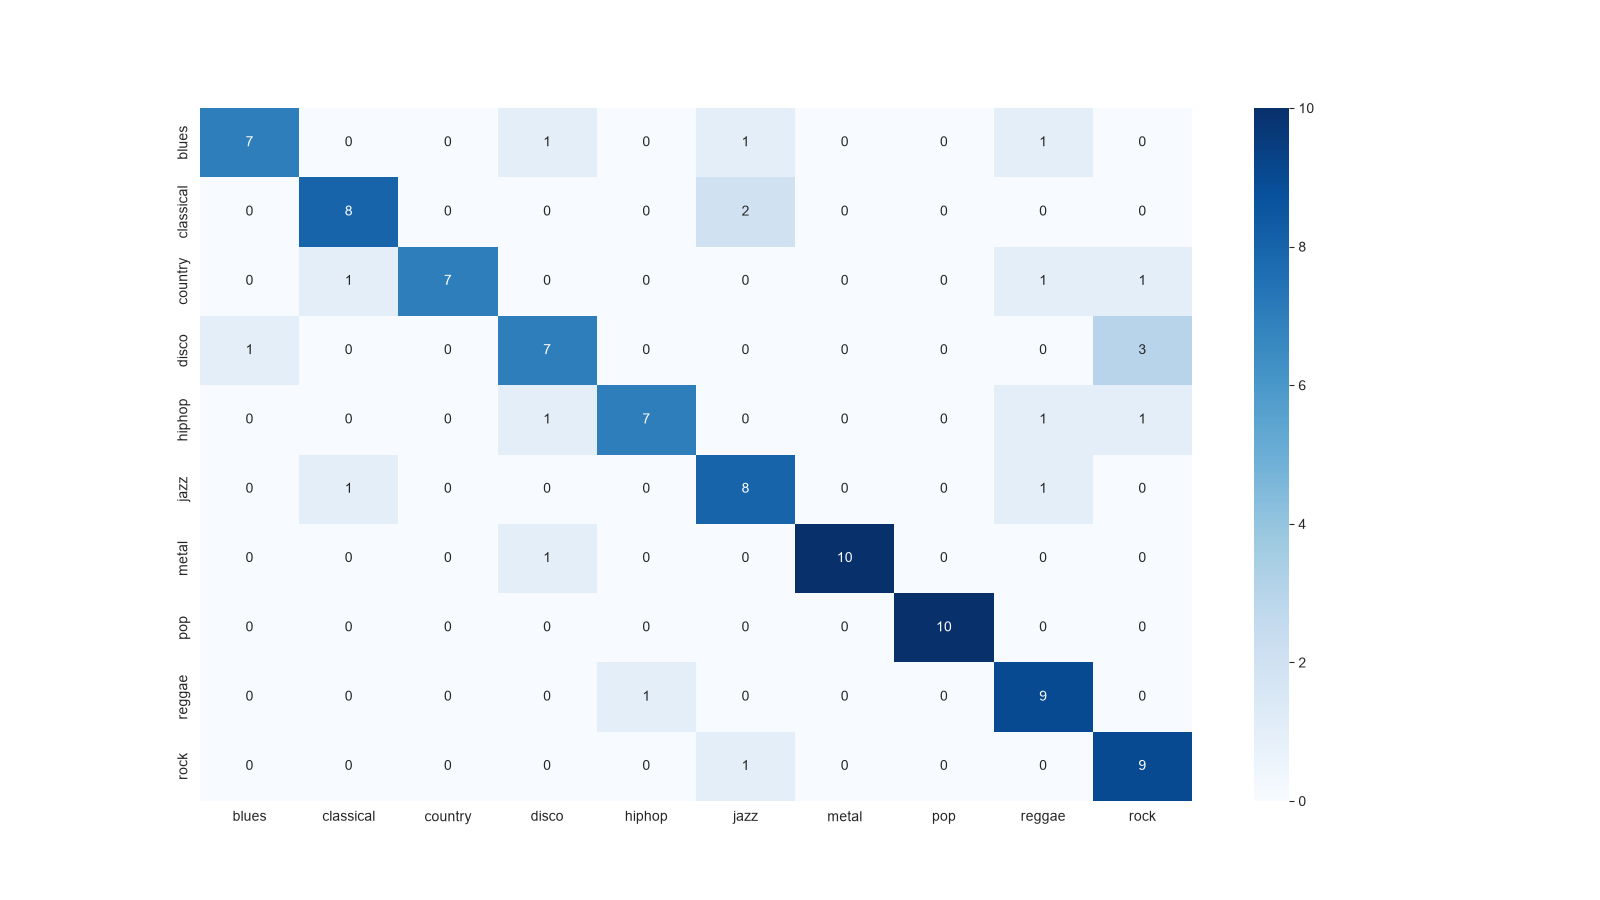 blues 7 0 0 1 0 1 0 0 1 0
classical 0 8 0 0 0 2 0 0 0 0
country 0 1 7 0 0 0 0 0 1 1
disco 1 0 0 7 0 0 0 0 0 3
hiphop 0 0 0 1 7 0 0 0 1 1
jazz 0 1 0 0 0 8 0 0 1 0
metal 0 0 0 1 0 0 10 0 0 0
pop 0 0 0 0 0 0 0 10 0 0
reggae 0 0 0 0 1 0 0 0 9 0
rock 0 0 0 0 0 1 0 0 0 9
blues classical country disco hiphop jazz metal pop reggae rock
10
8
6
4
2
0